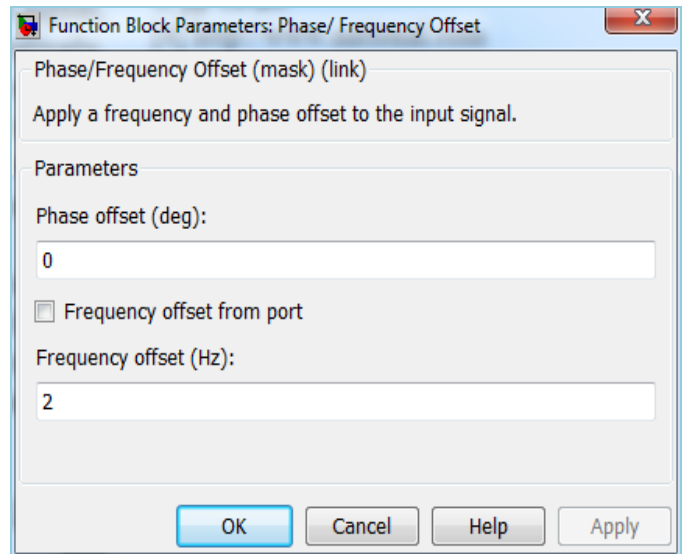 Function Block Parameters: Phase/ Frequency Offset
Phase/Frequency Offset (mask) (link)
Apply a frequency and phase offset to the input signal.
Parameters
Phase offset (deg):
0
Frequency offset from port
Frequency offset (Hz):
2
OK Cancel Help Apply